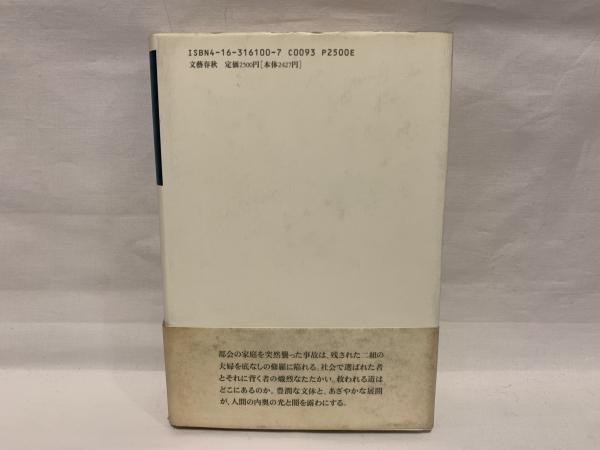 ISBN4-16-316100-7 C0093 P2500E
文藝春秋 定価2500円[本体2427円]
都会の家庭を突然襲った事故は、残された二組の
夫婦を底なしの修羅に陥れる。社会で選ばれた者
とそれに背く者の熾烈なたたかい。救われる道は
どこにあるのか。豊潤な文体と、あざやかな展開
が、人間の内奥の光と闇を露わにする。